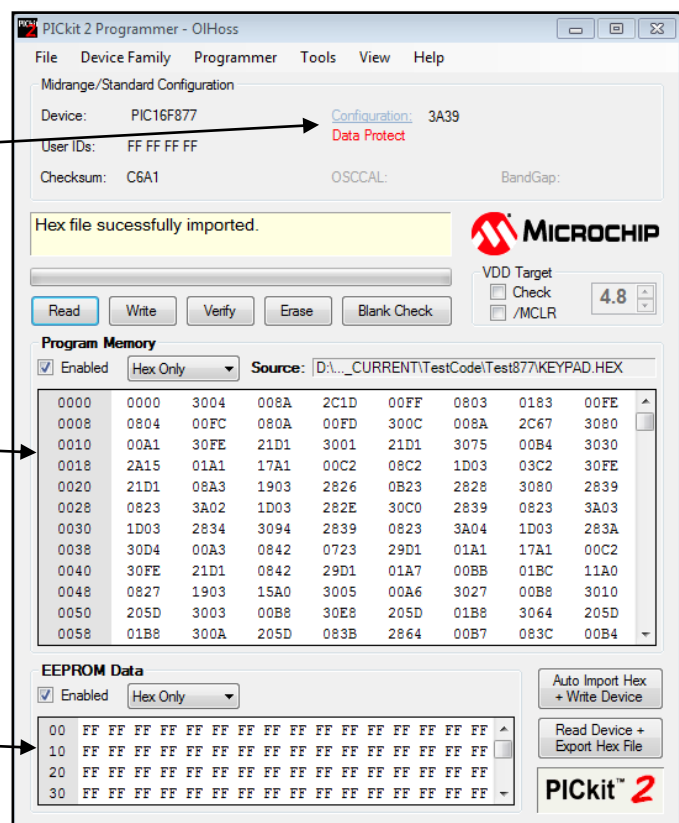 PICkit 2 Programmer - OlHoss
File Device Family Programmer Tools View Help
Midrange/Standard Configuration
Device: PIC16F877 Configuration: 3A39
Data Protect
User IDs: FF FF FF FF
Checksum: C6A1 OSCCAL: BandGap:
Hex file sucessfully imported.
MICROCHIP
VDD Target
Check
/MCLR
4.8
Read Write Verify Erase Blank Check
Program Memory
Enabled Hex Only Source: D:\..._CURRENT\TestCode\Test877\KEYPAD.HEX
0000 0000 3004 008A 2C1D 00FF 0803 0183 00FE
0008 0804 00FC 080A 00FD 300C 008A 2C67 3080
0010 00A1 30FE 21D1 3001 21D1 3075 00B4 3030
0018 2A15 01A1 17A1 00C2 08C2 1D03 03C2 30FE
0020 21D1 08A3 1903 2826 0B23 2828 3080 2839
0028 0823 3A02 1D03 282E 30C0 2839 0823 3A03
0030 1D03 2834 3094 2839 0823 3A04 1D03 283A
0038 30D4 00A3 0842 0723 29D1 01A1 17A1 00C2
0040 30FE 21D1 0842 29D1 01A7 00BB 01BC 11A0
0048 0827 1903 15A0 3005 00A6 3027 00B8 3010
0050 205D 3003 00B8 30E8 205D 01B8 3064 205D
0058 01B8 300A 205D 083B 2864 00B7 083C 00B4
EEPROM Data
Enabled Hex Only
00 FF FF FF FF FF FF FF FF FF FF FF FF FF FF FF FF
10 FF FF FF FF FF FF FF FF FF FF FF FF FF FF FF FF
20 FF FF FF FF FF FF FF FF FF FF FF FF FF FF FF FF
30 FF FF FF FF FF FF FF FF FF FF FF FF FF FF FF FF
Auto Import Hex
+ Write Device
Read Device +
Export Hex File
PICkit™ 2